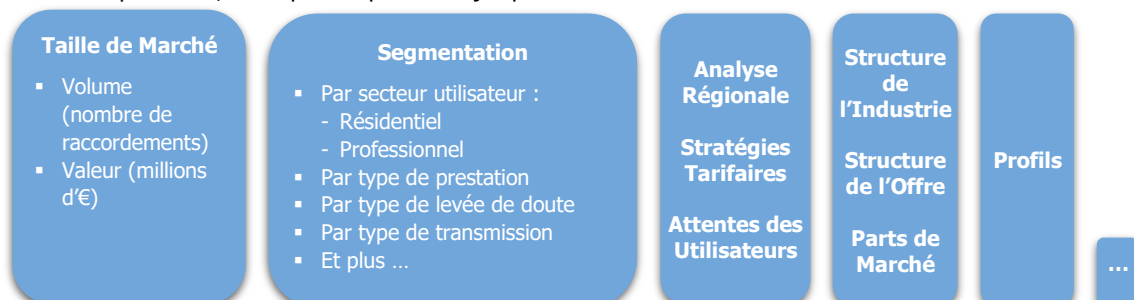 Taille de Marché
▪ Volume
(nombre de
raccordements)
▪ Valeur (millions
d'€)
Segmentation
▪ Par secteur utilisateur :
- Résidentiel
- Professionnel
▪ Par type de prestation
▪ Par type de levée de doute
▪ Par type de transmission
▪ Et plus …
Analyse
Régionale
Stratégies
Tarifaires
Attentes des
Utilisateurs
Structure
de
l'Industrie
Structure
de l'Offre
Parts de
Marché
Profils
…